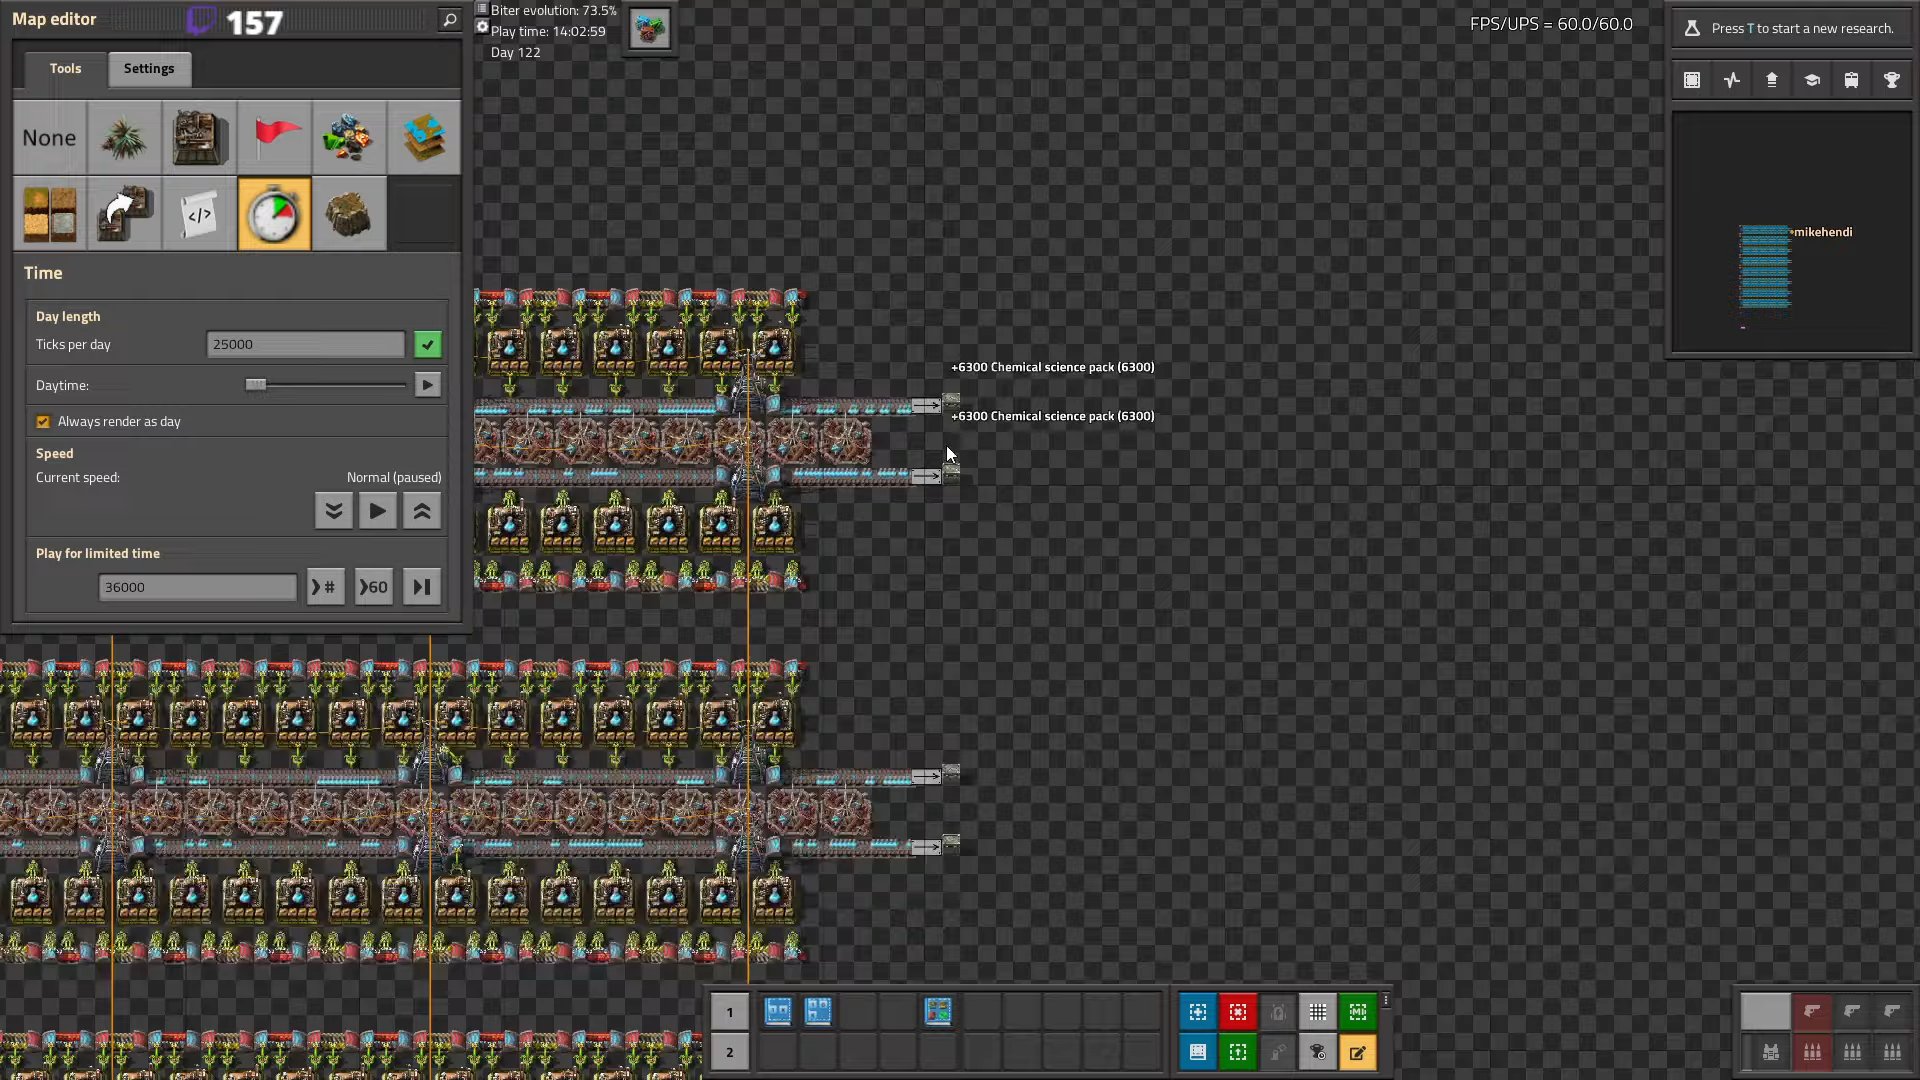 Map editor
157
Biter evolution: 73.5%
Play time: 14:02:59
Day 122
FPS/UPS = 60.0/60.0
Press T to start a new research.
Tools
Settings
None
</>
mikehendi
Time
Day length
Ticks per day
25000
Daytime:
Always render as day
Speed
Current speed:
Normal (paused)
Play for limited time
36000
#
60
+6300 Chemical science pack (6300)
+6300 Chemical science pack (6300)
1
2